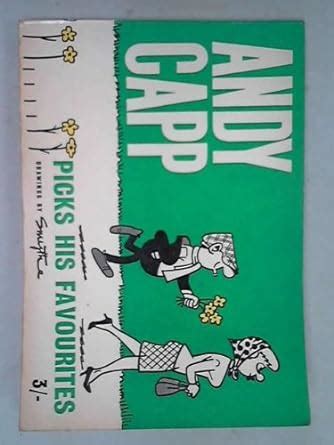 ANDY
CAPP
PICKS HIS FAVOURITES
DRAWINGS BY Smythe
3/-